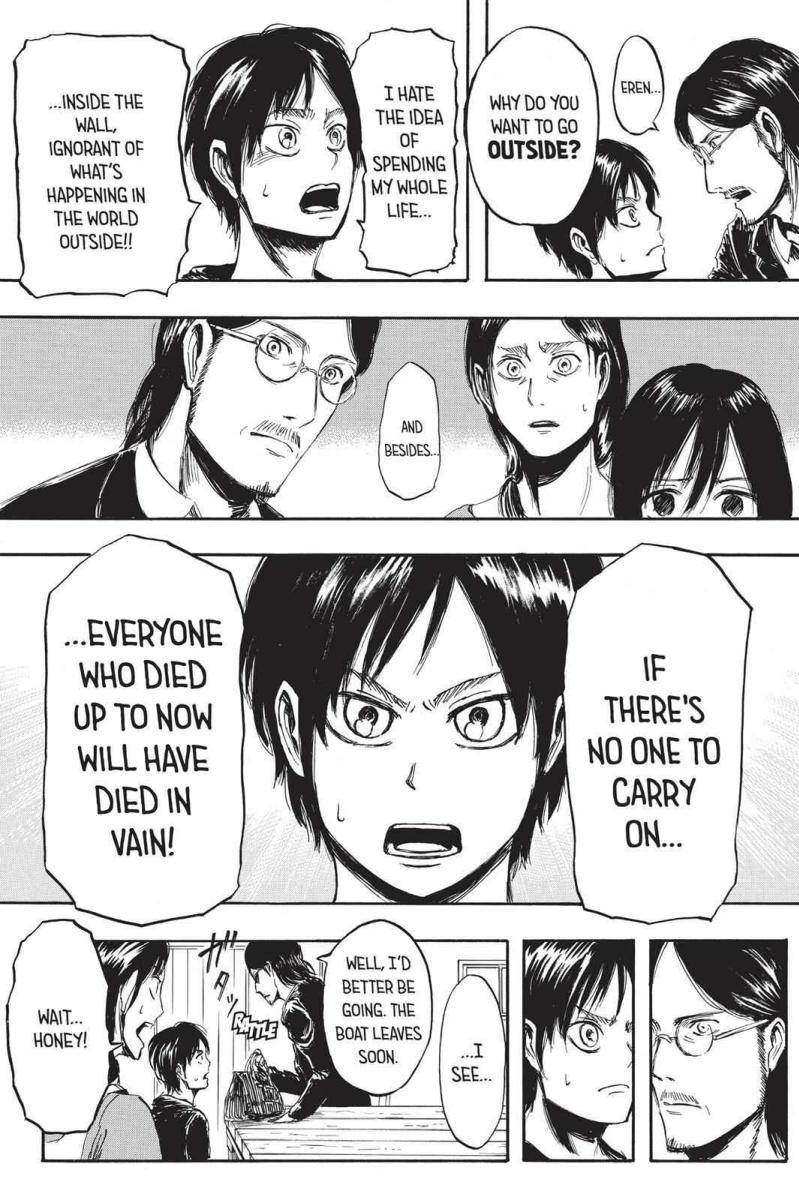 EREN...
WHY DO YOU
WANT TO GO
OUTSIDE?
I HATE
THE IDEA
OF
SPENDING
MY WHOLE
LIFE...
...INSIDE THE
WALL,
IGNORANT OF
WHAT'S
HAPPENING IN
THE WORLD
OUTSIDE!!
AND
BESIDES...
IF
THERE'S
NO ONE TO
CARRY
ON...
...EVERYONE
WHO DIED
UP TO NOW
WILL HAVE
DIED IN
VAIN!
...I
SEE...
WELL, I'D
BETTER BE
GOING. THE
BOAT LEAVES
SOON.
ガタッ
RATTLE
WAIT...
HONEY!